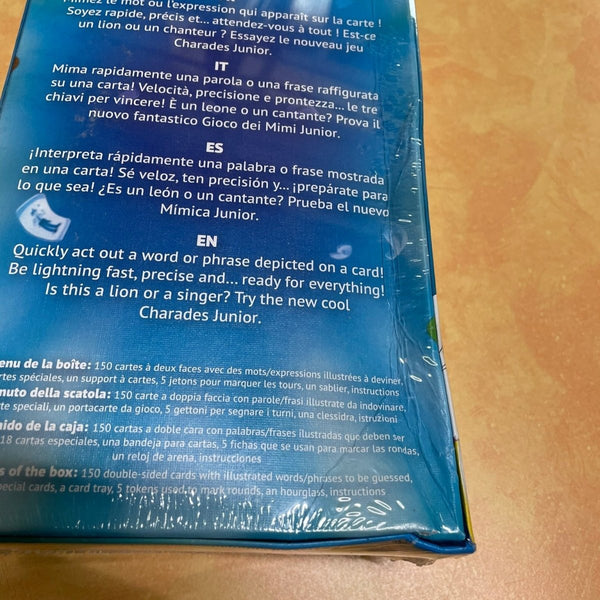 Mimez le mot ou l'expression qui apparaît sur la carte !
Soyez rapide, précis et... attendez-vous à tout ! Est-ce
un lion ou un chanteur ? Essayez le nouveau jeu
Charades Junior.
IT
Mima rapidamente una parola o una frase raffigurata
su una carta! Velocità, precisione e prontezza... le tre
chiavi per vincere! È un leone o un cantante? Prova il
nuovo fantastico Gioco dei Mimi Junior.
ES
¡Interpreta rápidamente una palabra o frase mostrada
en una carta! Sé veloz, ten precisión y... ¡prepárate para
lo que sea! ¿Es un león o un cantante? Prueba el nuevo
Mímica Junior.
EN
Quickly act out a word or phrase depicted on a card!
Be lightning fast, precise and... ready for everything!
Is this a lion or a singer? Try the new cool
Charades Junior.
enu de la boîte: 150 cartes à deux faces avec des mots/expressions illustrées à deviner,
rtes spéciales, un support à cartes, 5 jetons pour marquer les tours, un sablier, instructions
nuto della scatola: 150 carte a doppia faccia con parole/frasi illustrate da indovinare,
te speciali, un portacarte da gioco, 5 gettoni per segnare i turni, una clessidra, istruzioni
nido de la caja: 150 cartas a doble cara con palabras/frases ilustradas que deben ser
18 cartas especiales, una bandeja para cartas, 5 fichas que se usan para marcar las rondas,
un reloj de arena, instrucciones
s of the box: 150 double-sided cards with illustrated words/phrases to be guessed,
pecial cards, a card tray, 5 tokens used to mark rounds, an hourglass, instructions